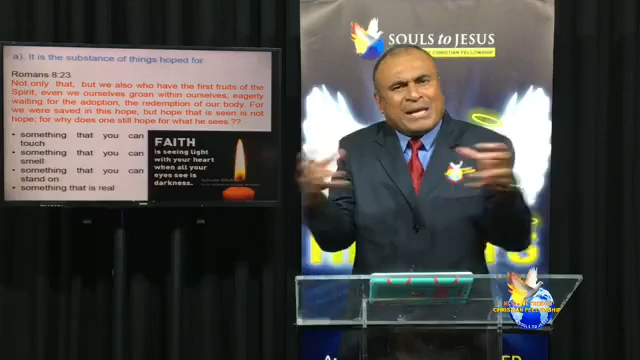 a). It is the substance of things hoped for
Romans 8:23
Not only that, but we also who have the first fruits of the
Spirit, even we ourselves groan within ourselves, eagerly
waiting for the adoption, the redemption of our body. For
we were saved in this hope, but hope that is seen is not
hope; for why does one still hope for what he sees ??
• something that you can
touch
• something that you can
smell
• something that you can
stand on
• something that is real
FAITH
is seeing light
with your heart
when all your
eyes see is
darkness.
SOULS to JESUS
CHRISTIAN FELLOWSHIP
CHRISTIAN FELLOWSHIP